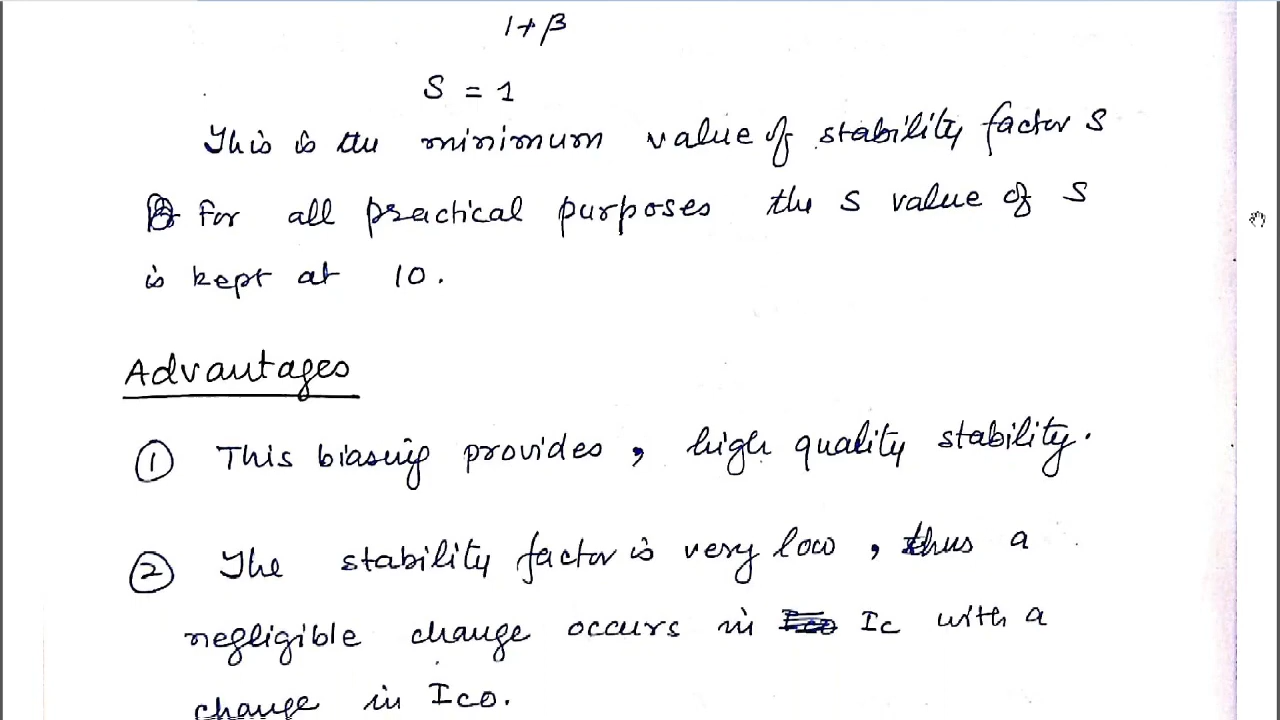 1+β
S = 1
This is the minimum value of stability factor S
For all practical purposes the S value of S
is kept at 10.
Advantages
① This biasing provides, high quality stability.
② The stability factor is very low, thus a
negligible change occurs in Ic with a
change in Ico.